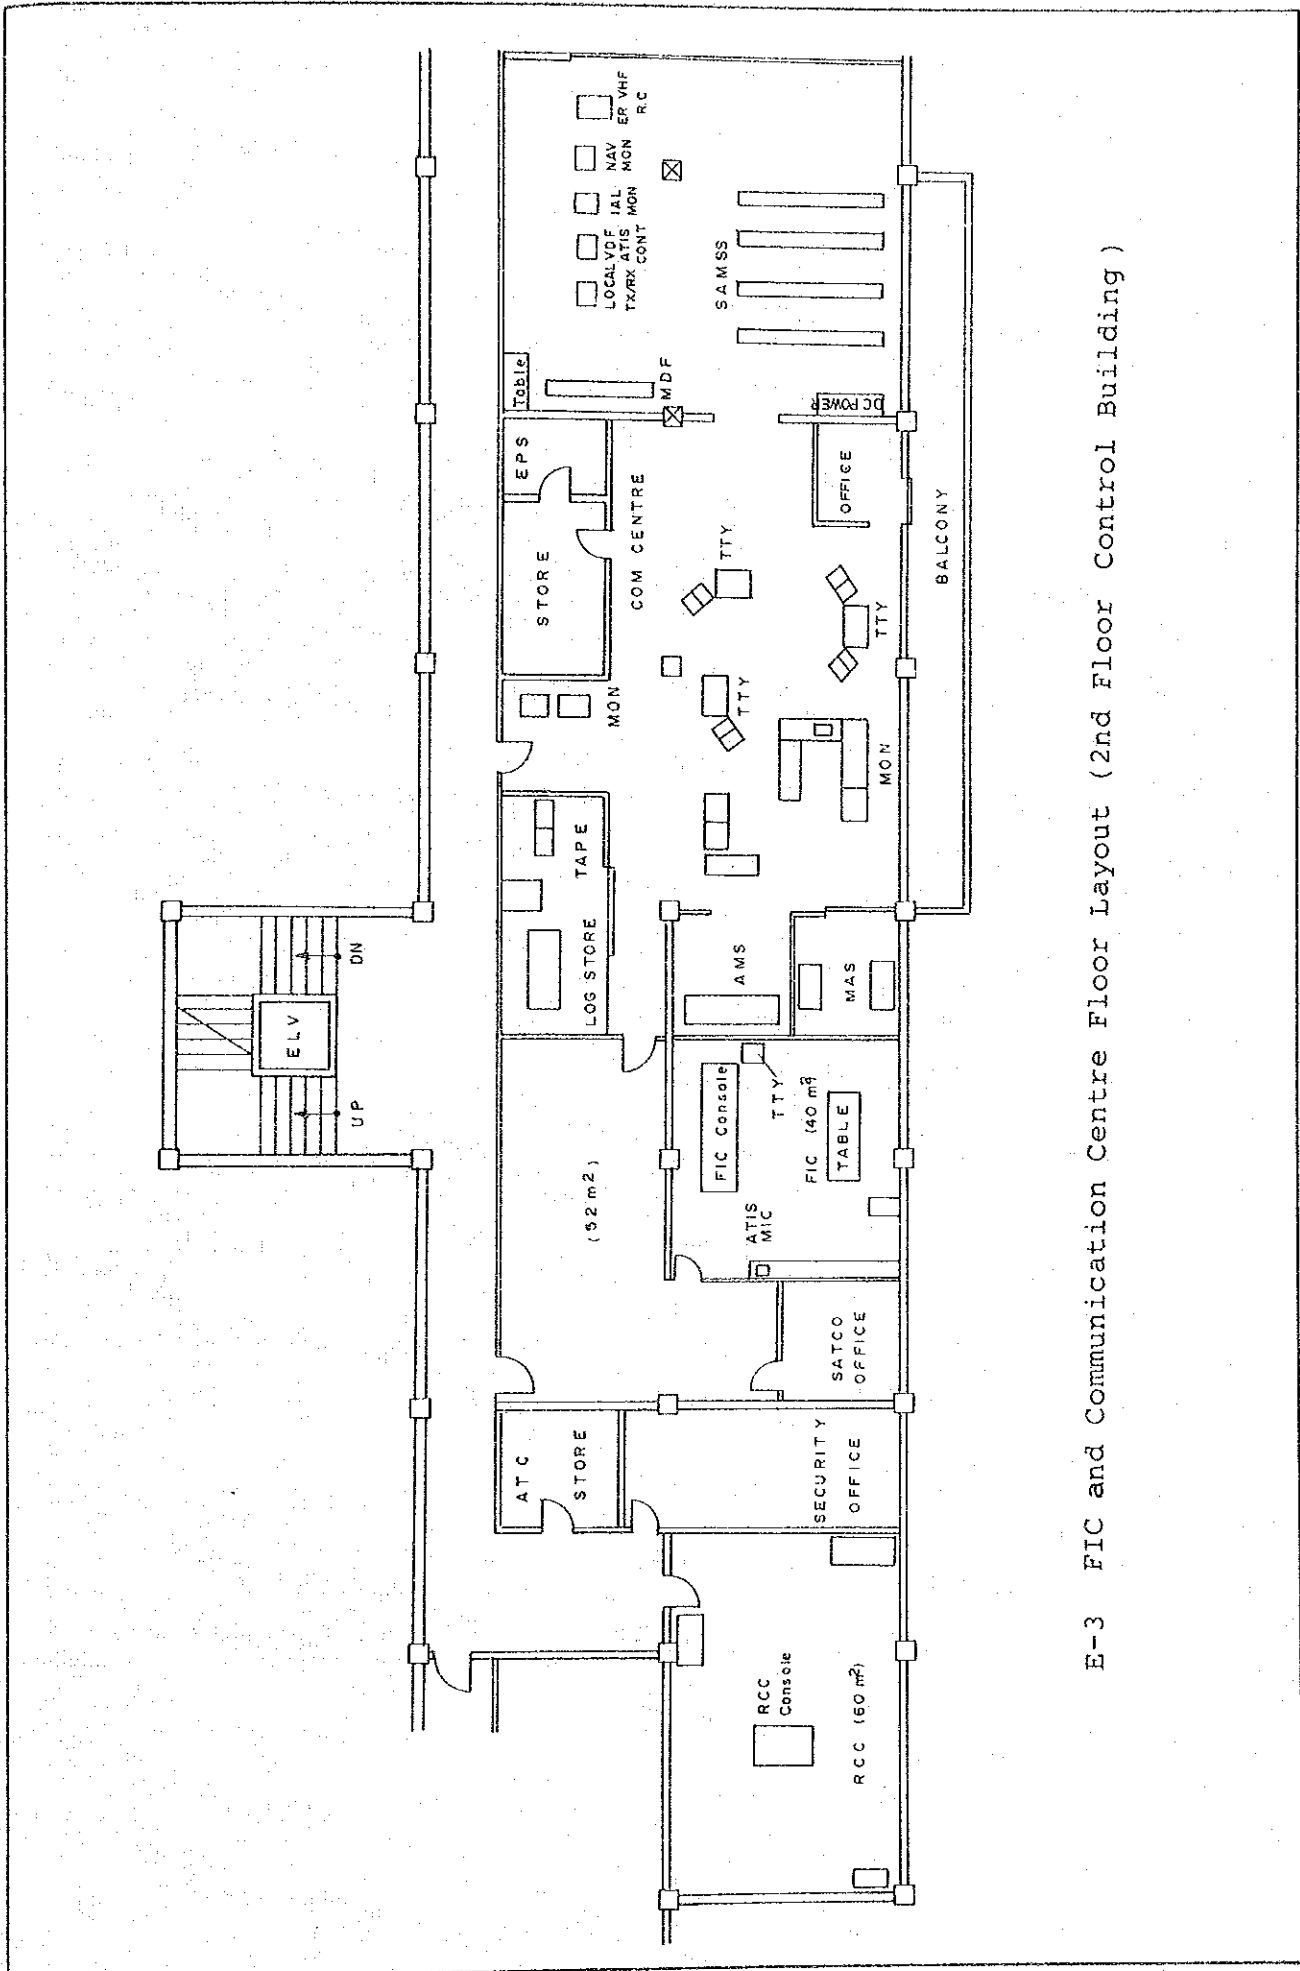 ELV
UP
DN
RCC
Console
RCC (60 m²)
ATC
STORE
SECURITY
OFFICE
SATCO
OFFICE
(52 m2)
ATIS
MIC
FIC Console
TTY
FIC (40 m²)
TABLE
LOG STORE
TAPE
AMS
MAS
MON
MON
TTY
TTY
TTY
STORE
EPS
COM CENTRE
OFFICE
BALCONY
Table
MDF
DC POWER
SAMSS
LOCAL VDF IAL NAV ER VHF
TX/RX ATIS MON MON R.C
CONT
E-3 FIC and Communication Centre Floor Layout (2nd Floor Control Building)